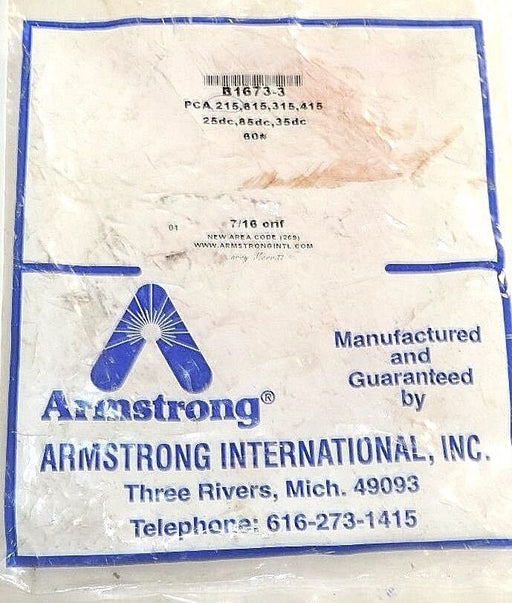 B1673-3
PCA 215,815,315,415
25dc,85dc,35dc
60#
01 7/16 orif
NEW AREA CODE (269)
WWW.ARMSTRONGINTL.COM
Armstrong®
Manufactured
and
Guaranteed
by
ARMSTRONG INTERNATIONAL, INC.
Three Rivers, Mich. 49093
Telephone: 616-273-1415